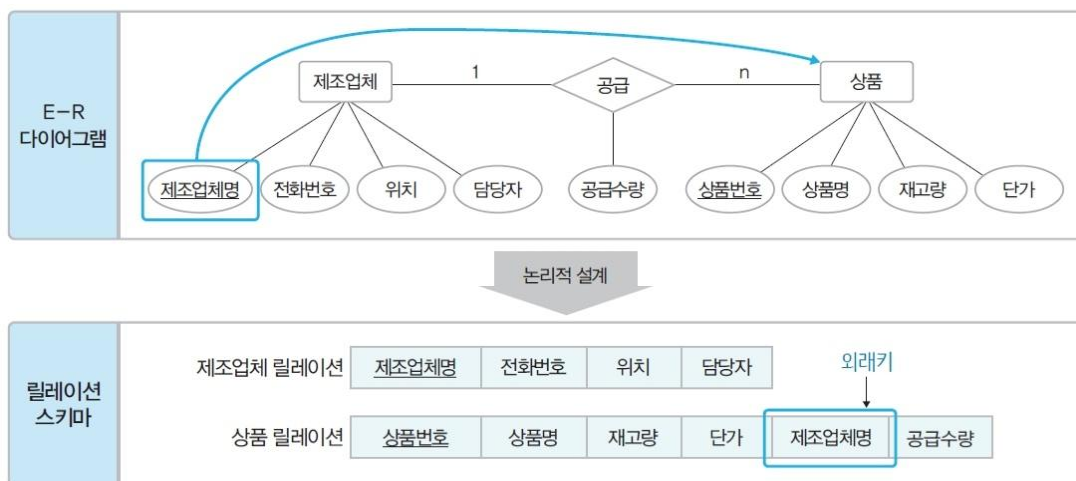 E-R
다이어그램
제조업체
1
공급
n
상품
제조업체명
전화번호
위치
담당자
공급수량
상품번호
상품명
재고량
단가
논리적 설계
릴레이션
스키마
제조업체 릴레이션
제조업체명
전화번호
위치
담당자
외래키
상품 릴레이션
상품번호
상품명
재고량
단가
제조업체명
공급수량